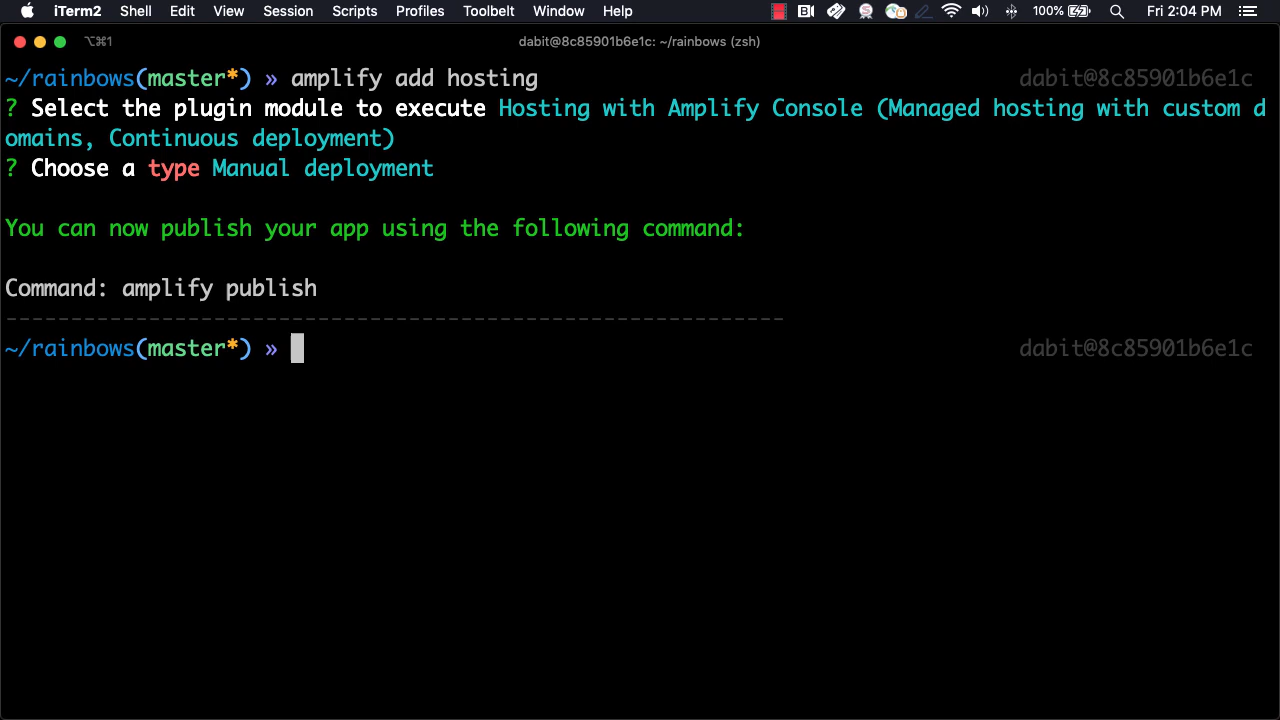 iTerm2 Shell Edit View Session Scripts Profiles Toolbelt Window Help 100% Fri 2:04 PM
⌥⌘1 dabit@8c85901b6e1c: ~/rainbows (zsh)
~/rainbows(master*) » amplify add hosting dabit@8c85901b6e1c
? Select the plugin module to execute Hosting with Amplify Console (Managed hosting with custom d
omains, Continuous deployment)
? Choose a type Manual deployment
You can now publish your app using the following command:
Command: amplify publish
------------------------------------------------------------
~/rainbows(master*) » dabit@8c85901b6e1c